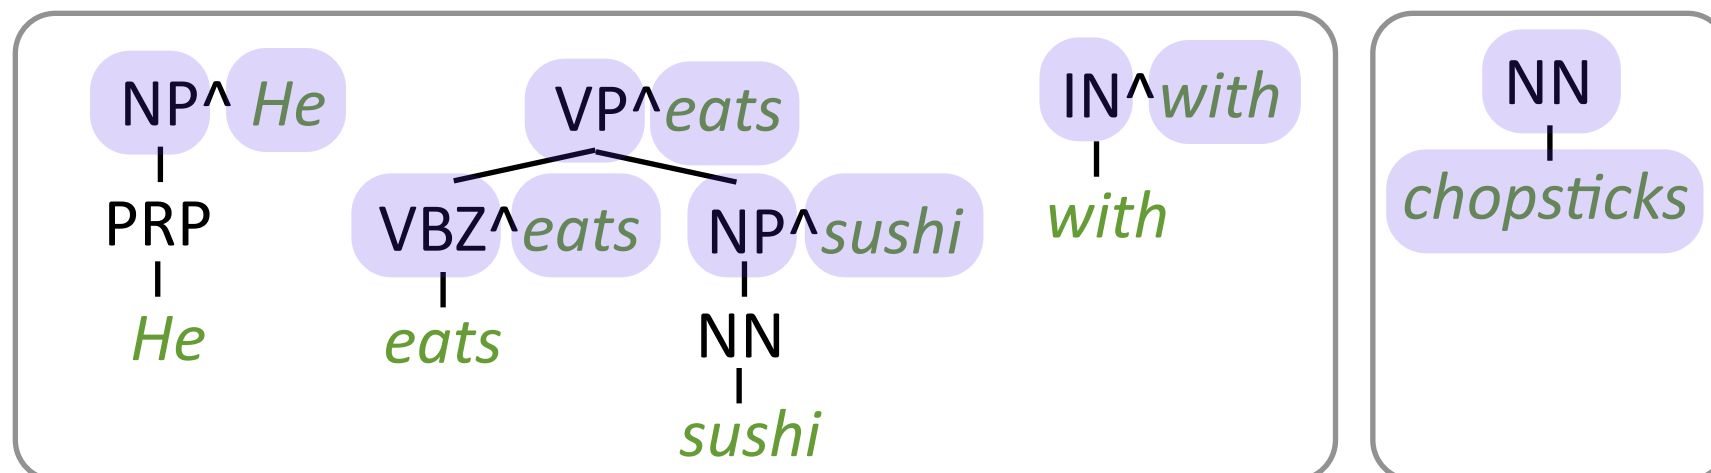 NP^ He
PRP
He
VP^eats
VBZ^eats NP^sushi
eats NN
sushi
IN^with
with
NN
chopsticks